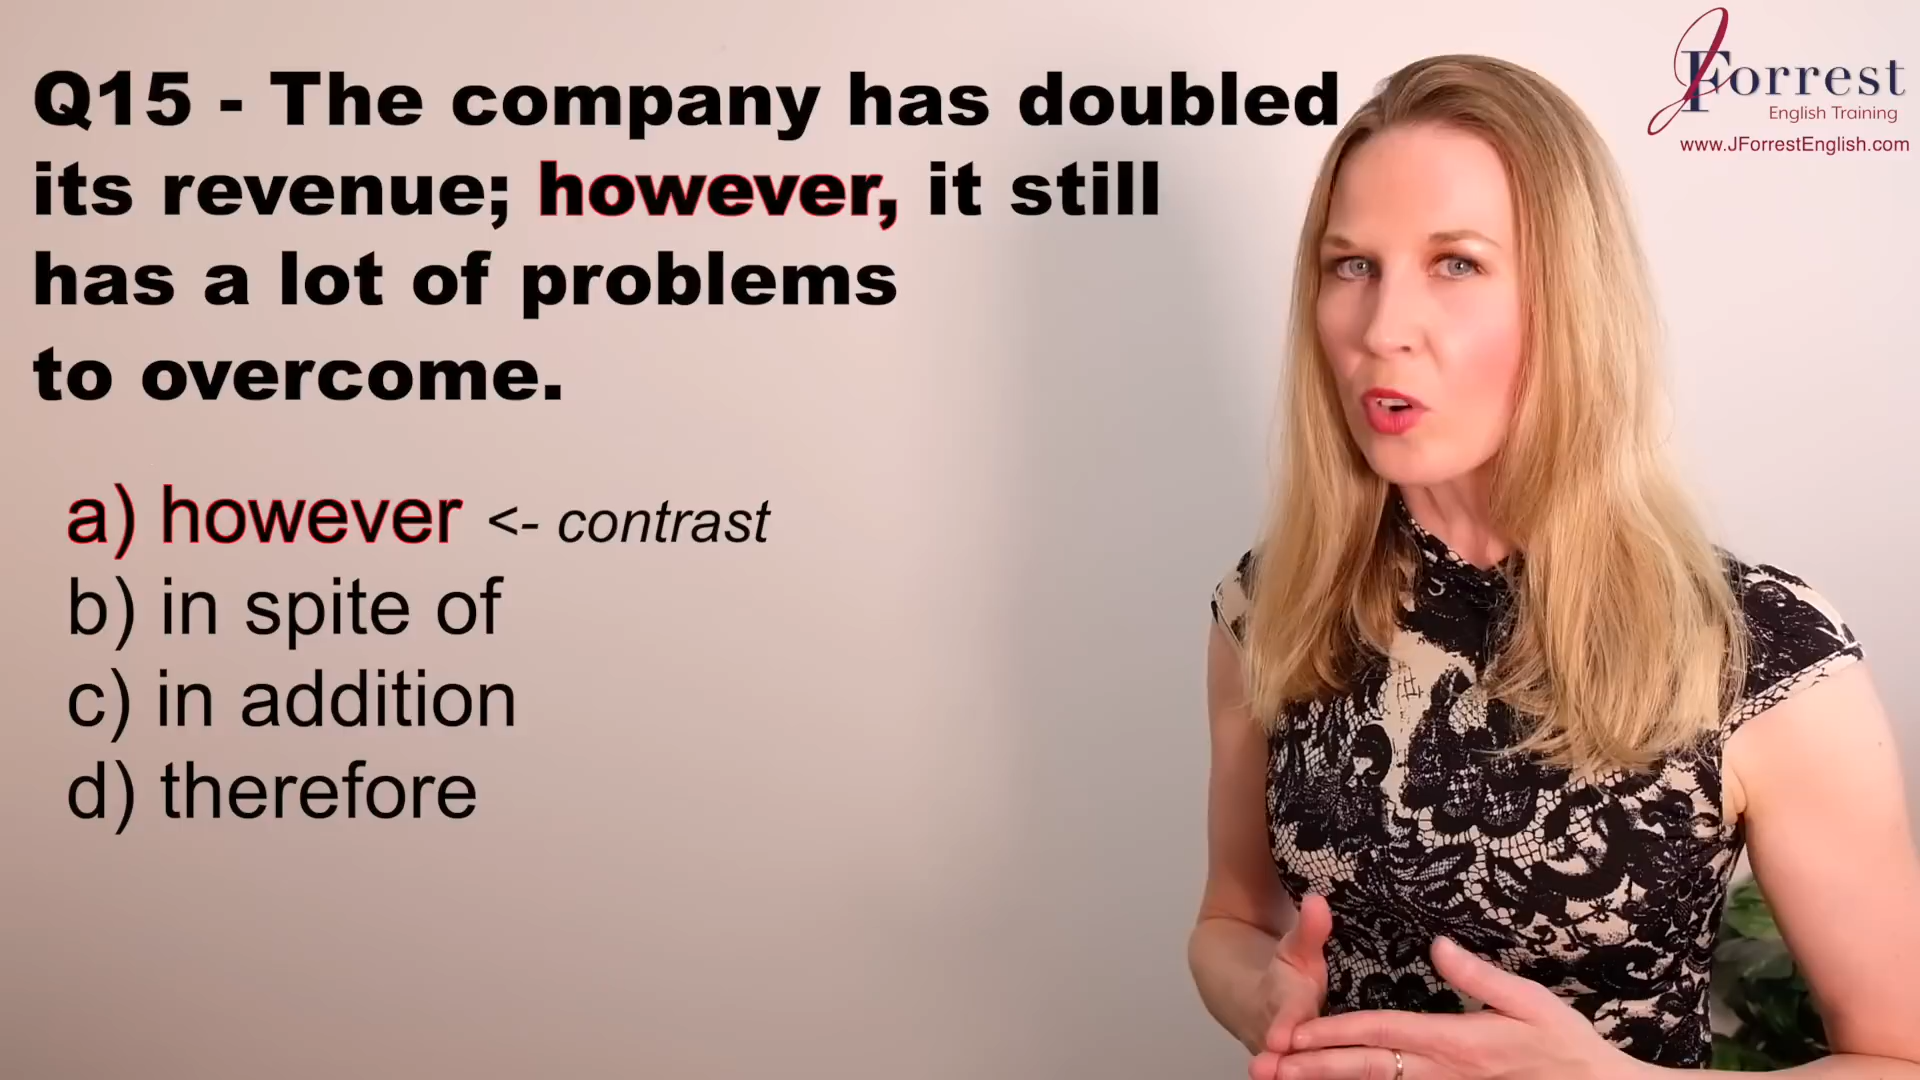 Q15 - The company has doubled
its revenue; however, it still
has a lot of problems
to overcome.
a) however <- contrast
b) in spite of
c) in addition
d) therefore
JForrest
English Training
www.JForrestEnglish.com